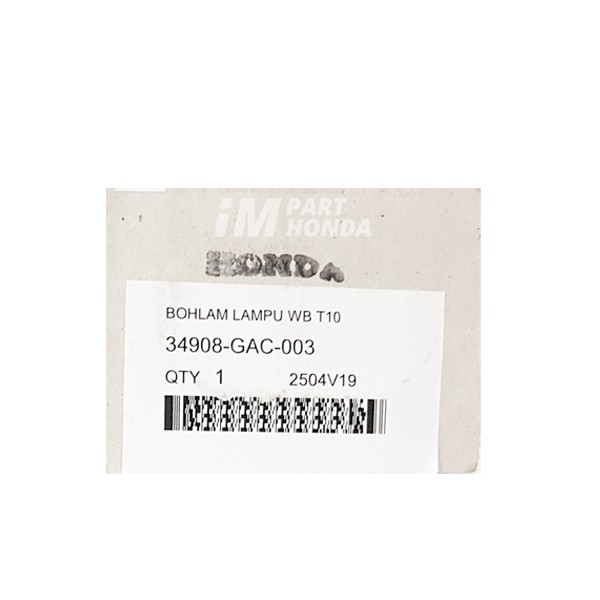 iM PART HONDA
HONDA
BOHLAM LAMPU WB T10
34908-GAC-003
QTY 1 2504V19